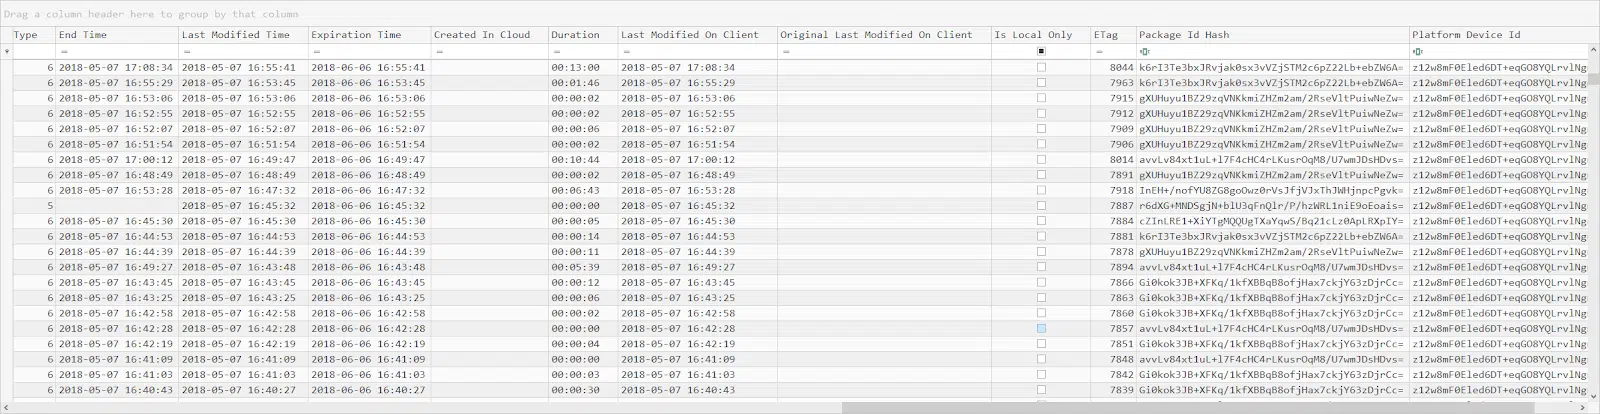 Drag a column header here to group by that column
Type End Time Last Modified Time Expiration Time Created In Cloud Duration Last Modified On Client Original Last Modified On Client Is Local Only ETag Package Id Hash Platform Device Id
= = = = = = = =
6 2018-05-07 17:08:34 2018-05-07 16:55:41 2018-06-06 16:55:41 00:13:00 2018-05-07 17:08:34 8044 k6rI3Te3bxJRvjak0sx3vVZjSTM2c6pZ22Lb+ebZW6A= z12w8mF0Eled6DT+eqGO8YQLrvlNg
6 2018-05-07 16:55:29 2018-05-07 16:53:45 2018-06-06 16:53:45 00:01:46 2018-05-07 16:55:29 7963 k6rI3Te3bxJRvjak0sx3vVZjSTM2c6pZ22Lb+ebZW6A= z12w8mF0Eled6DT+eqGO8YQLrvlNg
6 2018-05-07 16:53:06 2018-05-07 16:53:06 2018-06-06 16:53:06 00:00:02 2018-05-07 16:53:06 7915 gXUHuyu1BZ29zqVNKkmiZHZm2am/2RseVltPuiwNeZw= z12w8mF0Eled6DT+eqGO8YQLrvlNg
6 2018-05-07 16:52:55 2018-05-07 16:52:55 2018-06-06 16:52:55 00:00:02 2018-05-07 16:52:55 7912 gXUHuyu1BZ29zqVNKkmiZHZm2am/2RseVltPuiwNeZw= z12w8mF0Eled6DT+eqGO8YQLrvlNg
6 2018-05-07 16:52:07 2018-05-07 16:52:07 2018-06-06 16:52:07 00:00:06 2018-05-07 16:52:07 7909 gXUHuyu1BZ29zqVNKkmiZHZm2am/2RseVltPuiwNeZw= z12w8mF0Eled6DT+eqGO8YQLrvlNg
6 2018-05-07 16:51:54 2018-05-07 16:51:54 2018-06-06 16:51:54 00:00:02 2018-05-07 16:51:54 7906 gXUHuyu1BZ29zqVNKkmiZHZm2am/2RseVltPuiwNeZw= z12w8mF0Eled6DT+eqGO8YQLrvlNg
6 2018-05-07 17:00:12 2018-05-07 16:49:47 2018-06-06 16:49:47 00:10:44 2018-05-07 17:00:12 8014 avvLv84xt1uL+l7F4cHC4rLKusrOqM8/U7wmJDsHDvs= z12w8mF0Eled6DT+eqGO8YQLrvlNg
6 2018-05-07 16:48:49 2018-05-07 16:48:49 2018-06-06 16:48:49 00:00:02 2018-05-07 16:48:49 7891 gXUHuyu1BZ29zqVNKkmiZHZm2am/2RseVltPuiwNeZw= z12w8mF0Eled6DT+eqGO8YQLrvlNg
6 2018-05-07 16:53:28 2018-05-07 16:47:32 2018-06-06 16:47:32 00:06:43 2018-05-07 16:53:28 7918 InEH+/nofYU8ZG8goOwz0rVsJfjVJxThJWHjnpcPgvk= z12w8mF0Eled6DT+eqGO8YQLrvlNg
5 2018-05-07 16:45:32 2018-06-06 16:45:32 00:00:00 2018-05-07 16:45:32 7887 r6dXG+MNDSgjN+blU3qFnQlr/P/hzWRL1niE9oEoais= z12w8mF0Eled6DT+eqGO8YQLrvlNg
6 2018-05-07 16:45:30 2018-05-07 16:45:30 2018-06-06 16:45:30 00:00:05 2018-05-07 16:45:30 7884 cZInLRE1+XiYTgMQQUgTXaYqwS/Bq21cLz0ApLRXpIY= z12w8mF0Eled6DT+eqGO8YQLrvlNg
6 2018-05-07 16:44:53 2018-05-07 16:44:53 2018-06-06 16:44:53 00:00:14 2018-05-07 16:44:53 7881 k6rI3Te3bxJRvjak0sx3vVZjSTM2c6pZ22Lb+ebZW6A= z12w8mF0Eled6DT+eqGO8YQLrvlNg
6 2018-05-07 16:44:39 2018-05-07 16:44:39 2018-06-06 16:44:39 00:00:11 2018-05-07 16:44:39 7878 gXUHuyu1BZ29zqVNKkmiZHZm2am/2RseVltPuiwNeZw= z12w8mF0Eled6DT+eqGO8YQLrvlNg
6 2018-05-07 16:49:27 2018-05-07 16:43:48 2018-06-06 16:43:48 00:05:39 2018-05-07 16:49:27 7894 avvLv84xt1uL+l7F4cHC4rLKusrOqM8/U7wmJDsHDvs= z12w8mF0Eled6DT+eqGO8YQLrvlNg
6 2018-05-07 16:43:45 2018-05-07 16:43:45 2018-06-06 16:43:45 00:00:12 2018-05-07 16:43:45 7866 Gi0kok3JB+XFKq/1kfXBBqB8ofjHax7ckjY63zDjrCc= z12w8mF0Eled6DT+eqGO8YQLrvlNg
6 2018-05-07 16:43:25 2018-05-07 16:43:25 2018-06-06 16:43:25 00:00:06 2018-05-07 16:43:25 7863 Gi0kok3JB+XFKq/1kfXBBqB8ofjHax7ckjY63zDjrCc= z12w8mF0Eled6DT+eqGO8YQLrvlNg
6 2018-05-07 16:42:58 2018-05-07 16:42:58 2018-06-06 16:42:58 00:00:02 2018-05-07 16:42:58 7860 Gi0kok3JB+XFKq/1kfXBBqB8ofjHax7ckjY63zDjrCc= z12w8mF0Eled6DT+eqGO8YQLrvlNg
6 2018-05-07 16:42:28 2018-05-07 16:42:28 2018-06-06 16:42:28 00:00:00 2018-05-07 16:42:28 7857 avvLv84xt1uL+l7F4cHC4rLKusrOqM8/U7wmJDsHDvs= z12w8mF0Eled6DT+eqGO8YQLrvlNg
6 2018-05-07 16:42:19 2018-05-07 16:42:19 2018-06-06 16:42:19 00:00:04 2018-05-07 16:42:19 7851 Gi0kok3JB+XFKq/1kfXBBqB8ofjHax7ckjY63zDjrCc= z12w8mF0Eled6DT+eqGO8YQLrvlNg
6 2018-05-07 16:41:09 2018-05-07 16:41:09 2018-06-06 16:41:09 00:00:00 2018-05-07 16:41:09 7848 avvLv84xt1uL+l7F4cHC4rLKusrOqM8/U7wmJDsHDvs= z12w8mF0Eled6DT+eqGO8YQLrvlNg
6 2018-05-07 16:41:03 2018-05-07 16:41:03 2018-06-06 16:41:03 00:00:03 2018-05-07 16:41:03 7842 Gi0kok3JB+XFKq/1kfXBBqB8ofjHax7ckjY63zDjrCc= z12w8mF0Eled6DT+eqGO8YQLrvlNg
6 2018-05-07 16:40:43 2018-05-07 16:40:27 2018-06-06 16:40:27 00:00:30 2018-05-07 16:40:43 7839 Gi0kok3JB+XFKq/1kfXBBqB8ofjHax7ckjY63zDjrCc= z12w8mF0Eled6DT+eqGO8YQLrvlNg